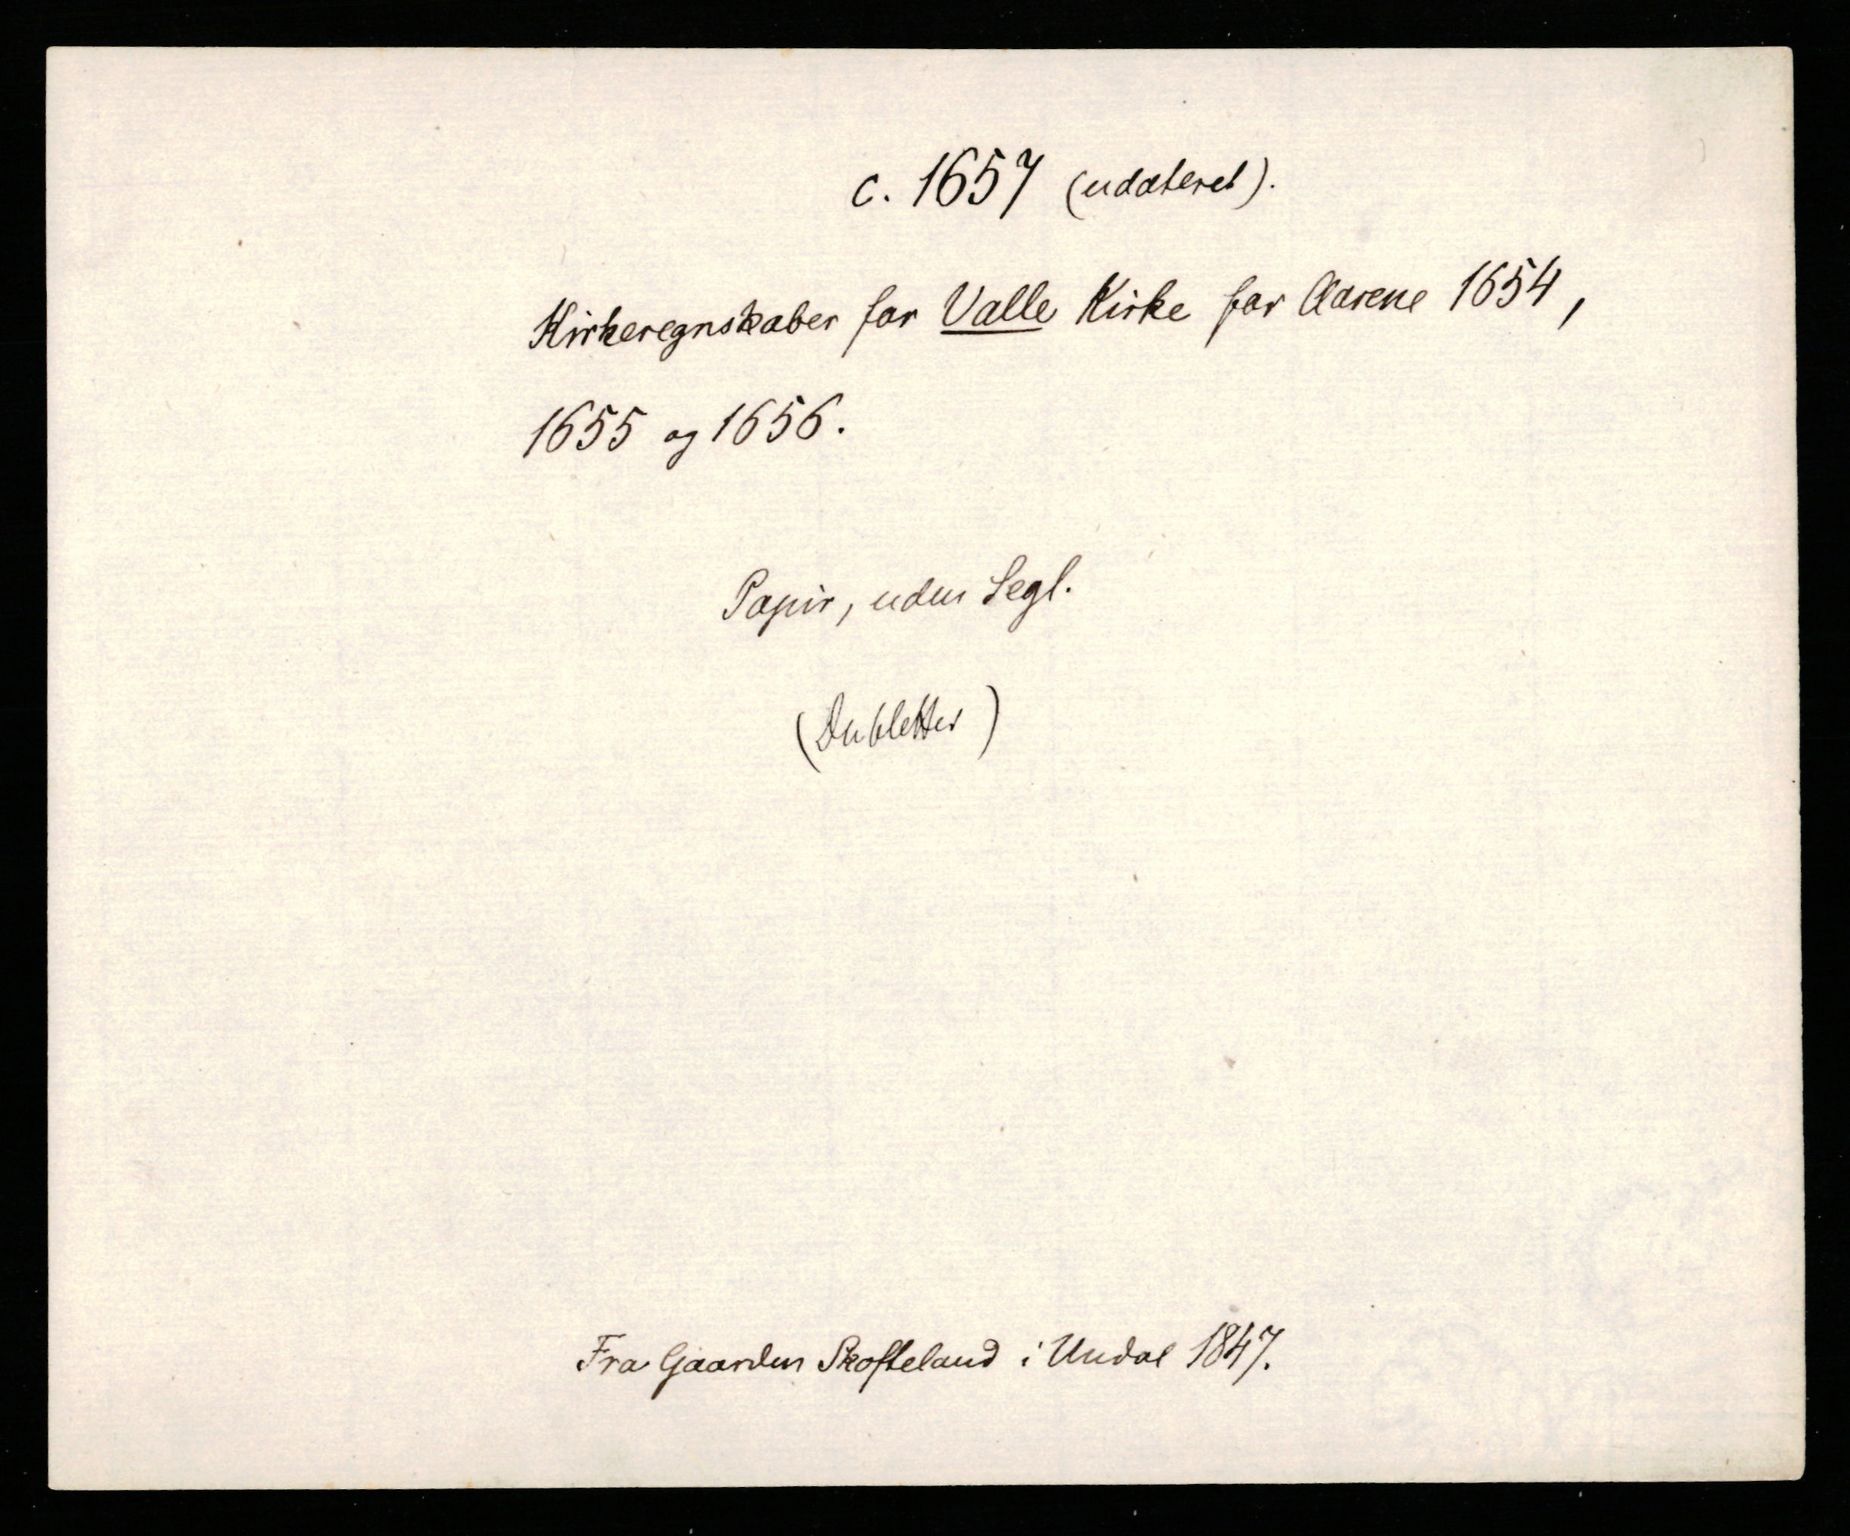 c. 1657 (udateret).
Kirkeregnskaber for Valle Kirke for Aarene 1654,
1655 og 1656.
Papir, uden Segl.
(Dubletter)
Fra Gaarden Skofteland i Undal 1847.